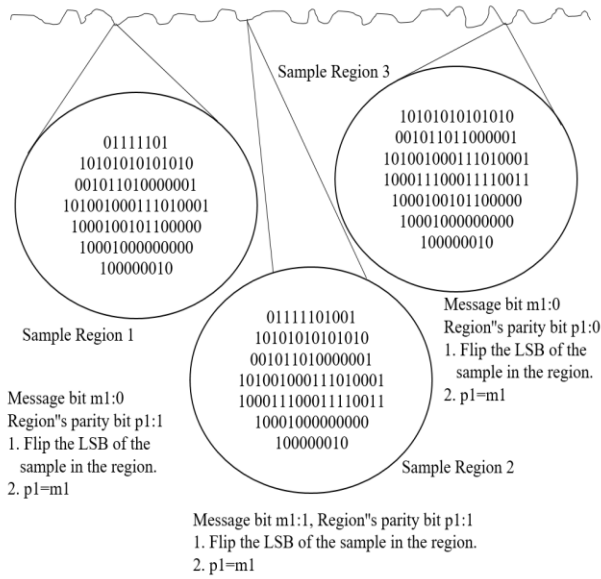 Sample Region 3
01111101
10101010101010
001011010000001
101001000111010001
1000100101100000
10001000000000
100000010
Sample Region 1
Message bit m1:0
Region"s parity bit p1:1
1. Flip the LSB of the
sample in the region.
2. p1=m1
01111101001
10101010101010
001011010000001
101001000111010001
100011100011110011
10001000000000
100000010
Sample Region 2
Message bit m1:1, Region"s parity bit p1:1
1. Flip the LSB of the sample in the region.
2. p1=m1
10101010101010
001011011000001
101001000111010001
100011100011110011
1000100101100000
10001000000000
100000010
Message bit m1:0
Region"s parity bit p1:0
1. Flip the LSB of the
sample in the region.
2. p1=m1